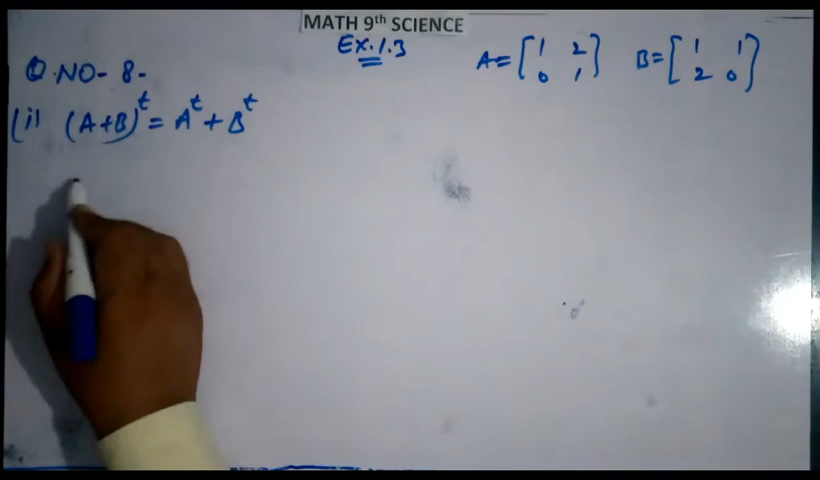 MATH 9th SCIENCE
Ex.1.3
A= [1 2
0 1]
B= [1 1
2 0]
Q.NO-8-
(i) (A+B)^t = A^t + B^t